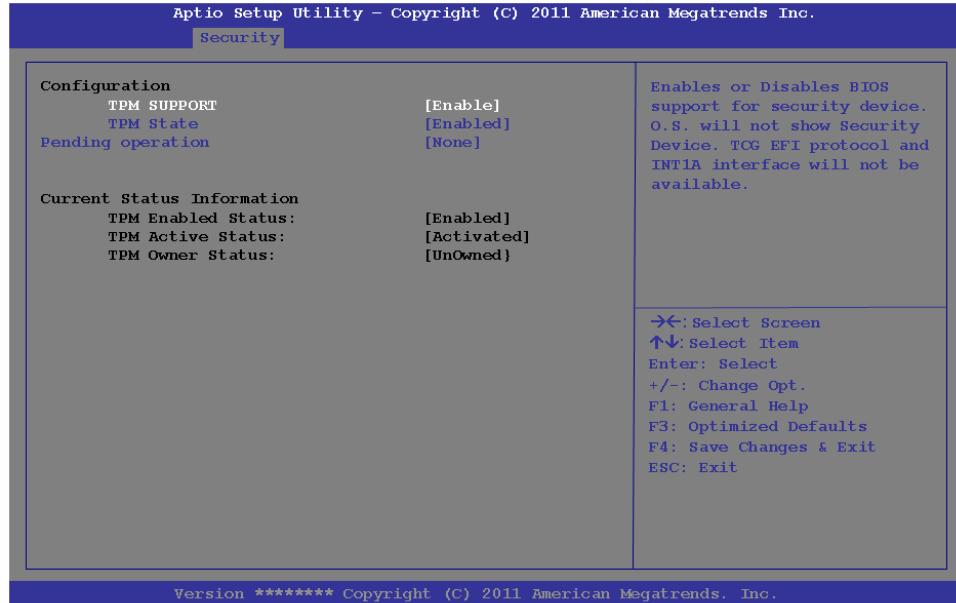 Aptio Setup Utility – Copyright (C) 2011 American Megatrends Inc.
Security
Configuration
TPM SUPPORT [Enable]
TPM State [Enabled]
Pending operation [None]
Current Status Information
TPM Enabled Status: [Enabled]
TPM Active Status: [Activated]
TPM Owner Status: [UnOwned}
Enables or Disables BIOS
support for security device.
O.S. will not show Security
Device. TCG EFI protocol and
INT1A interface will not be
available.
→←:Select Screen
↑↓:Select Item
Enter: Select
+/-: Change Opt.
F1: General Help
F3: Optimized Defaults
F4: Save Changes & Exit
ESC: Exit
Version ******** Copyright (C) 2011 American Megatrends. Inc.